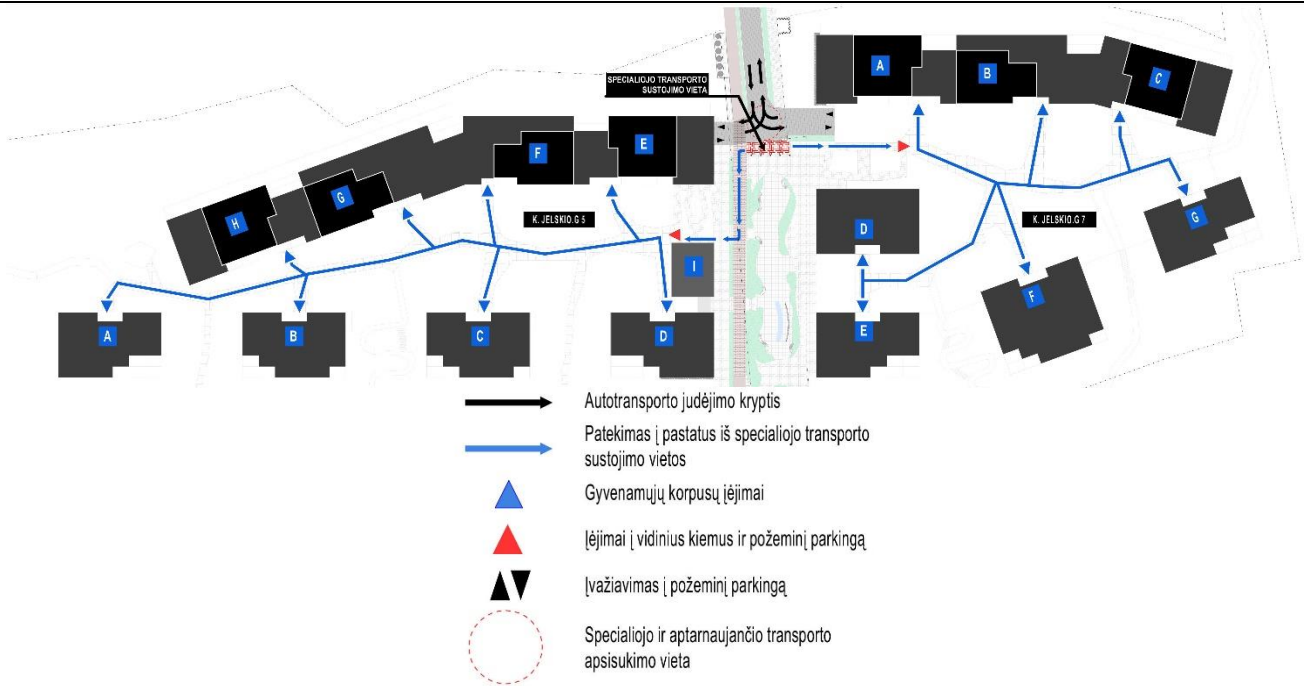 SPECIALIOJO TRANSPORTO
SUSTOJIMO VIETA
A
B
C
F
E
H
G
K. JELSKIO.G 5
I
A
B
C
D
D
K. JELSKIO.G 7
G
F
E
Autotransporto judėjimo kryptis
Patekimas į pastatus iš specialiojo transporto
sustojimo vietos
Gyvenamųjų korpusų įėjimai
Įėjimai į vidinius kiemus ir požeminį parkingą
Įvažiavimas į požeminį parkingą
Specialiojo ir aptarnaujančio transporto
apsisukimo vieta